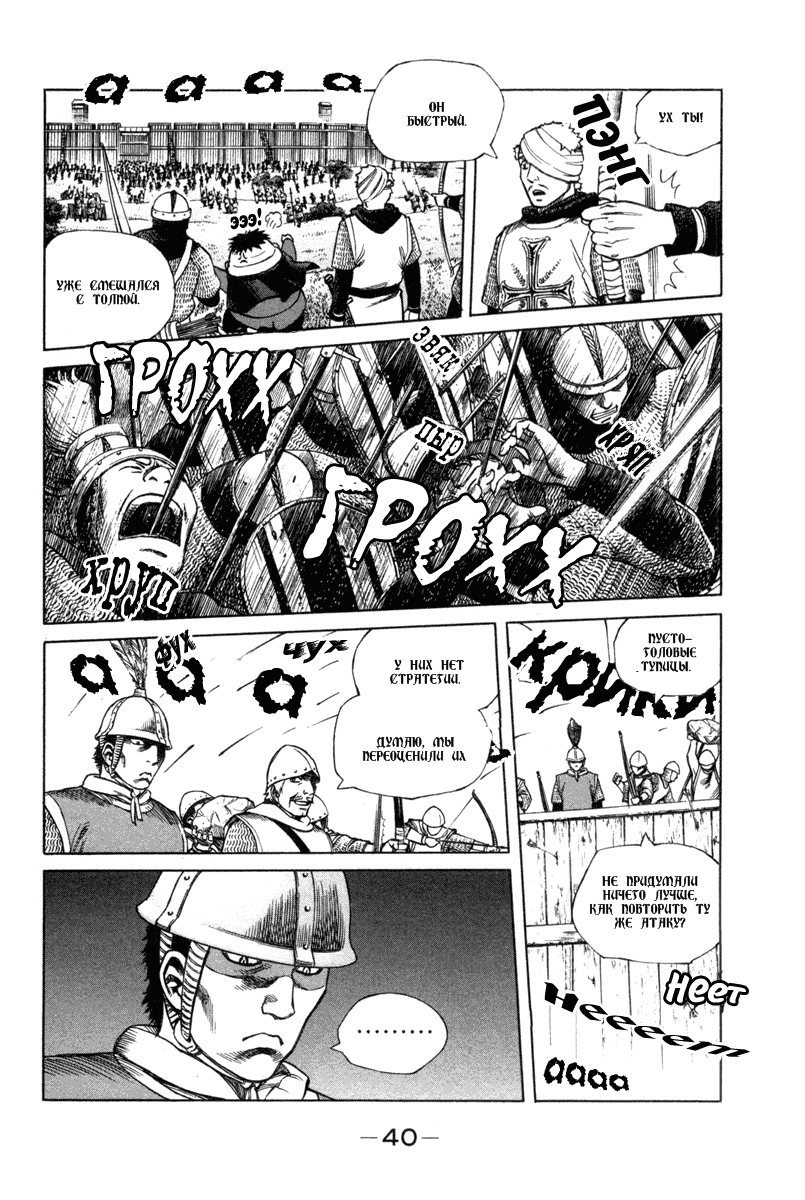 а а а а
ОН
БЫСТРЫЙ.
эээ!
УЖЕ СМЕШАЛСЯ
С ТОЛПОЙ.
ПЭНГ
УХ ТЫ!
ГРОХХ
ЗВЯК
ПЫР
ХРЯП
ГРОХХ
ХРУП
а а а
ФУХ
ЧУХ
У НИХ НЕТ
СТРАТЕГИИ.
ДУМАЮ, МЫ
ПЕРЕОЦЕНИЛИ ИХ
КРИКИ
ПУСТО-
ГОЛОВЫЕ
ТУПИЦЫ.
НЕ ПРИДУМАЛИ
НИЧЕГО ЛУЧШЕ,
КАК ПОВТОРИТЬ ТУ
ЖЕ АТАКУ?
Неет
Нееееет
аааа
.........
—40—